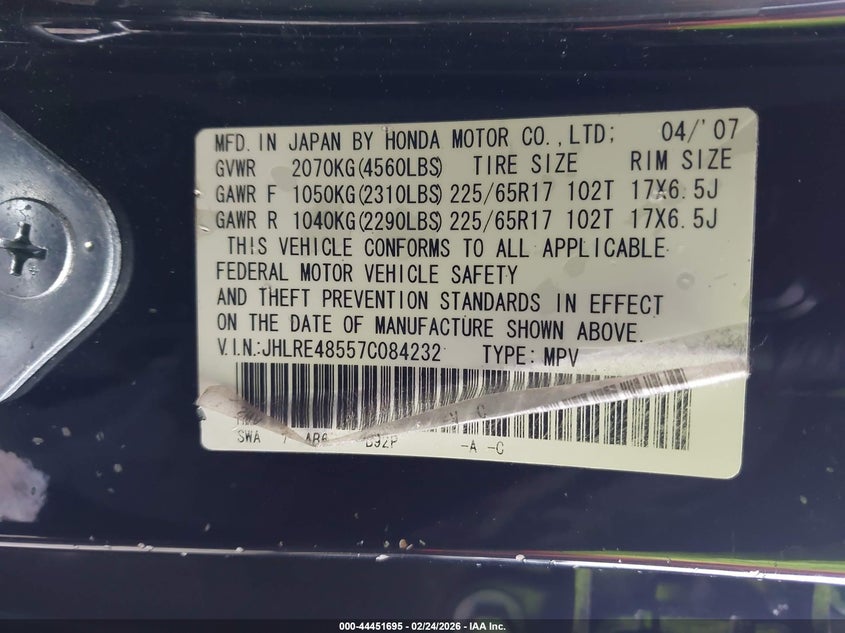 MFD. IN JAPAN BY HONDA MOTOR CO., LTD; 04/'07
GVWR 2070KG(4560LBS) TIRE SIZE RIM SIZE
GAWR F 1050KG(2310LBS) 225/65R17 102T 17X6.5J
GAWR R 1040KG(2290LBS) 225/65R17 102T 17X6.5J
THIS VEHICLE CONFORMS TO ALL APPLICABLE
FEDERAL MOTOR VEHICLE SAFETY
AND THEFT PREVENTION STANDARDS IN EFFECT
ON THE DATE OF MANUFACTURE SHOWN ABOVE.
V.I.N.:JHLRE48557C084232 TYPE: MPV
SWA B92P -A -C
000-44451695 - 02/24/2026 - IAA Inc.